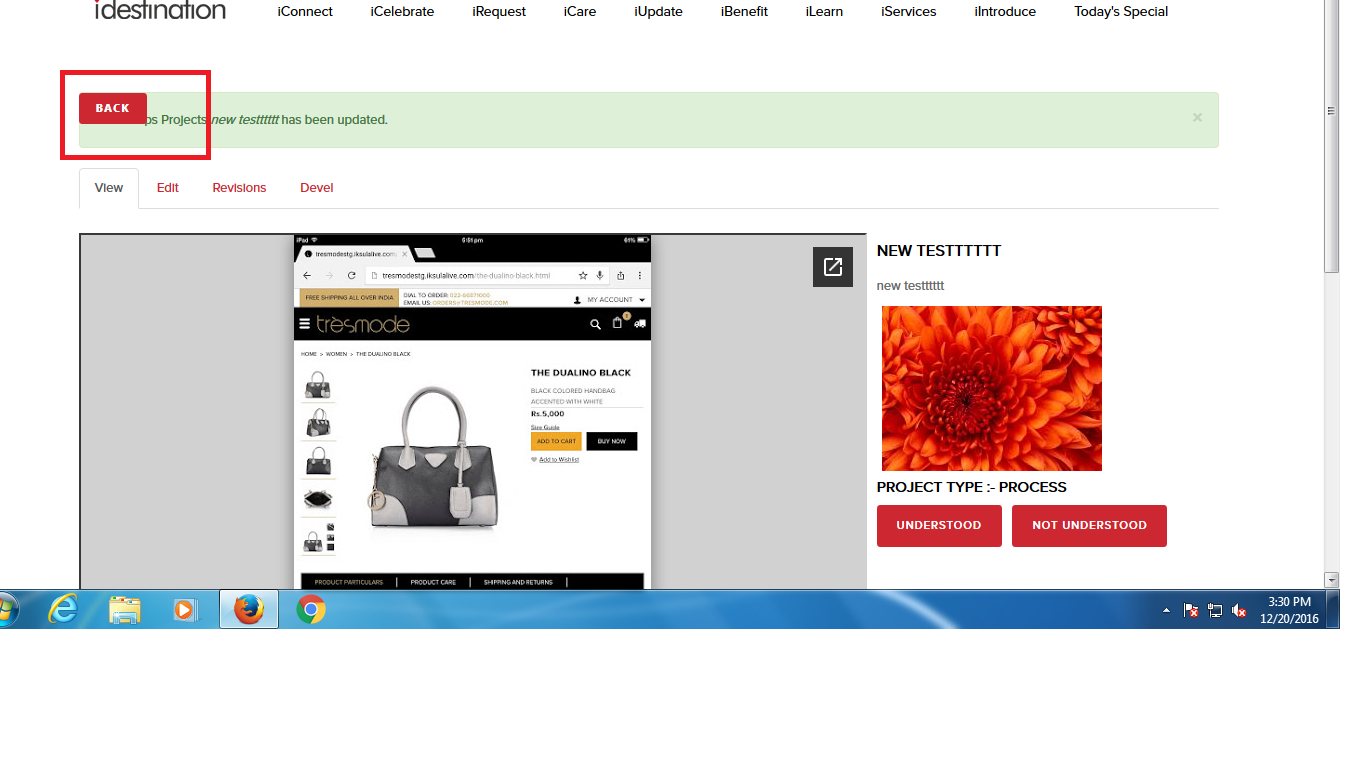 idestination
iConnect iCelebrate iRequest iCare iUpdate iBenefit iLearn iServices iIntroduce Today's Special
BACK
ps Projects new testttttt has been updated.
×
View Edit Revisions Devel
iPad 5:51 pm 61%
tresmodestg.iksulalive.com
tresmodestg.iksulalive.com/the-dualino-black.html
FREE SHIPPING ALL OVER INDIA
DIAL TO ORDER: 022-66871000
EMAIL US: ORDERS@TRESMODE.COM
MY ACCOUNT
trèsmode
HOME > WOMEN > THE DUALINO BLACK
THE DUALINO BLACK
BLACK COLORED HANDBAG
ACCENTED WITH WHITE
Rs.5,000
Size Guide
ADD TO CART BUY NOW
Add to Wishlist
PRODUCT PARTICULARS | PRODUCT CARE | SHIPPING AND RETURNS |
NEW TESTTTTTT
new testttttt
PROJECT TYPE :- PROCESS
UNDERSTOOD NOT UNDERSTOOD
3:30 PM
12/20/2016